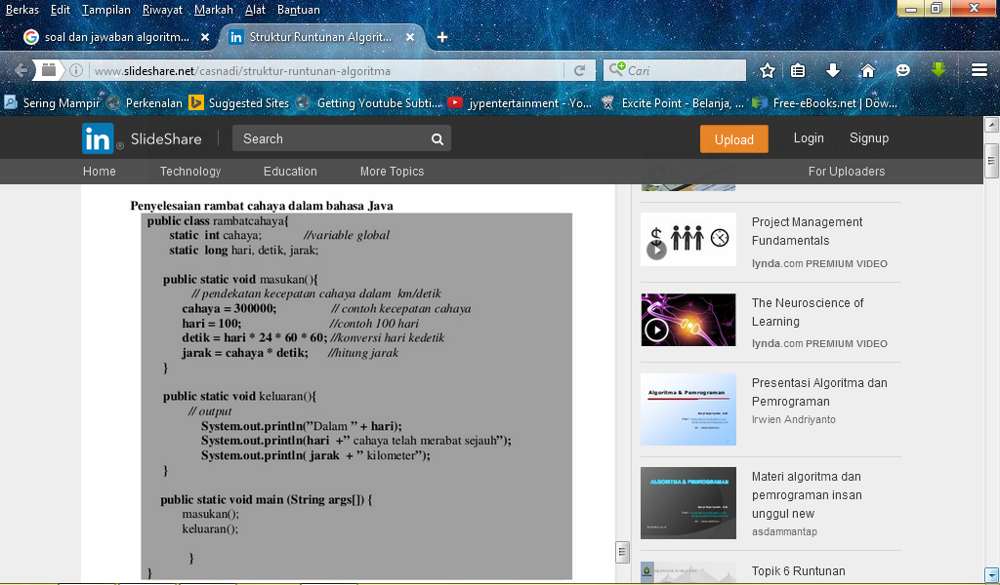 Berkas Edit Tampilan Riwayat Markah Alat Bantuan
soal dan jawaban algoritm... × Struktur Runtunan Algorit... × +
www.slideshare.net/casnadi/struktur-runtunan-algoritma Cari
Sering Mampir Perkenalan Suggested Sites Getting Youtube Subti... jypentertainment - Yo... Excite Point - Belanja, ... Free-eBooks.net | Dow...
in® SlideShare Search Upload Login Signup
Home Technology Education More Topics For Uploaders
Penyelesaian rambat cahaya dalam bahasa Java
public class rambatcahaya{
static int cahaya; //variable global
static long hari, detik, jarak;
public static void masukan(){
// pendekatan kecepatan cahaya dalam km/detik
cahaya = 300000; // contoh kecepatan cahaya
hari = 100; //contoh 100 hari
detik = hari * 24 * 60 * 60; //konversi hari kedetik
jarak = cahaya * detik; //hitung jarak
}
public static void keluaran(){
// output
System.out.println(”Dalam ” + hari);
System.out.println(hari +” cahaya telah merabat sejauh”);
System.out.println( jarak + ” kilometer”);
}
public static void main (String args[]) {
masukan();
keluaran();
}
}
Project Management
Fundamentals
lynda.com PREMIUM VIDEO
The Neuroscience of
Learning
lynda.com PREMIUM VIDEO
Algoritma & Pemrograman
Presentasi Algoritma dan
Pemrograman
Irwien Andriyanto
ALGORITMA & PEMROGRAMAN
Materi algoritma dan
pemrograman insan
unggul new
asdammantap
Topik 6 Runtunan